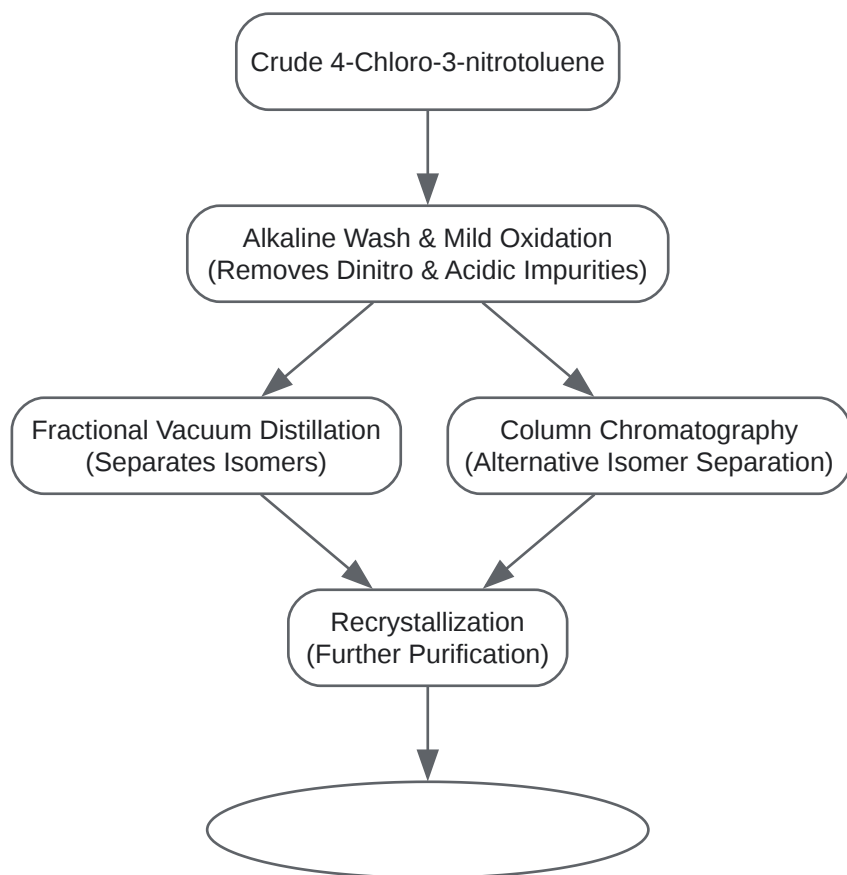 Crude 4-Chloro-3-nitrotoluene
Alkaline Wash & Mild Oxidation
(Removes Dinitro & Acidic Impurities)
Fractional Vacuum Distillation
(Separates Isomers)
Column Chromatography
(Alternative Isomer Separation)
Recrystallization
(Further Purification)